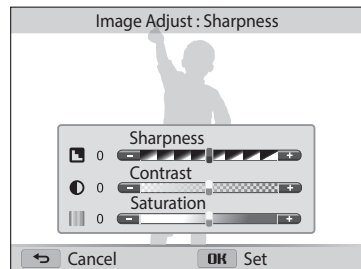 Image Adjust : Sharpness
Sharpness
0 - +
Contrast
0 - +
Saturation
0 - +
Cancel OK Set